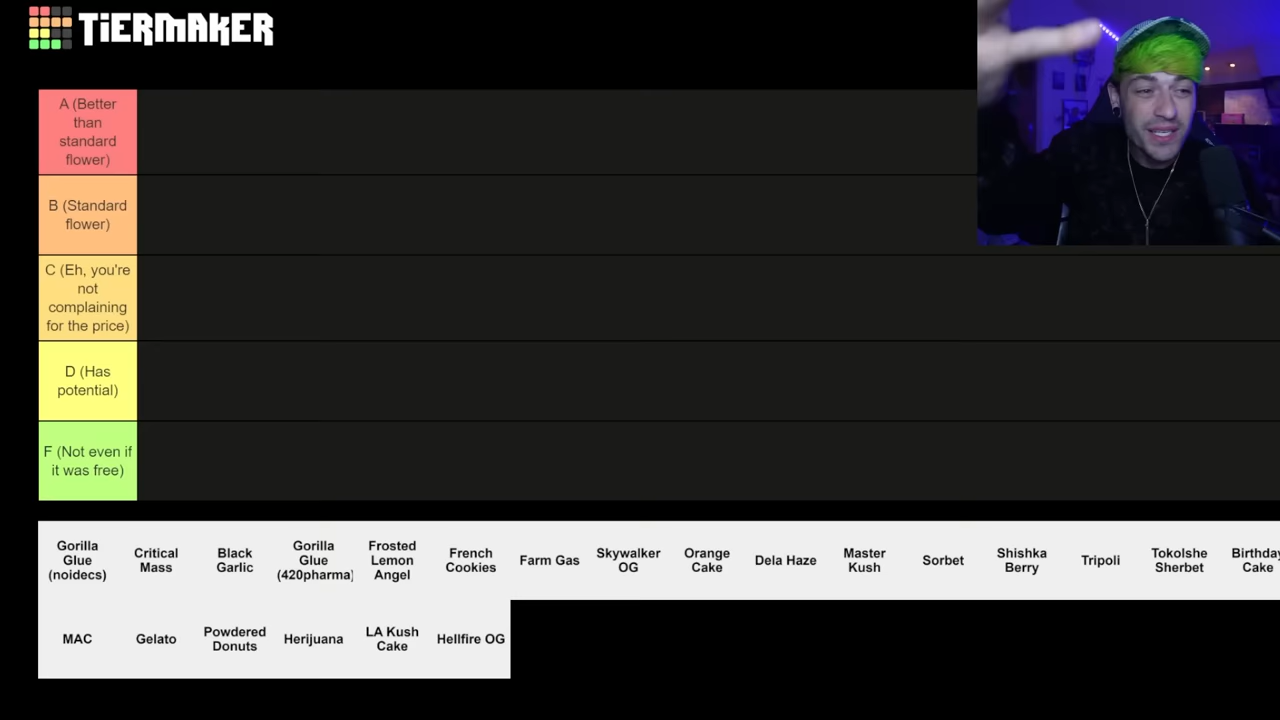 TiERMAKER
A (Better
than
standard
flower)
B (Standard
flower)
C (Eh, you're
not
complaining
for the price)
D (Has
potential)
F (Not even if
it was free)
Gorilla
Glue
(noidecs)
Critical
Mass
Black
Garlic
Gorilla
Glue
(420pharma)
Frosted
Lemon
Angel
French
Cookies
Farm Gas
Skywalker
OG
Orange
Cake
Dela Haze
Master
Kush
Sorbet
Shishka
Berry
Tripoli
Tokolshe
Sherbet
Birthday
Cake
MAC
Gelato
Powdered
Donuts
Herijuana
LA Kush
Cake
Hellfire OG